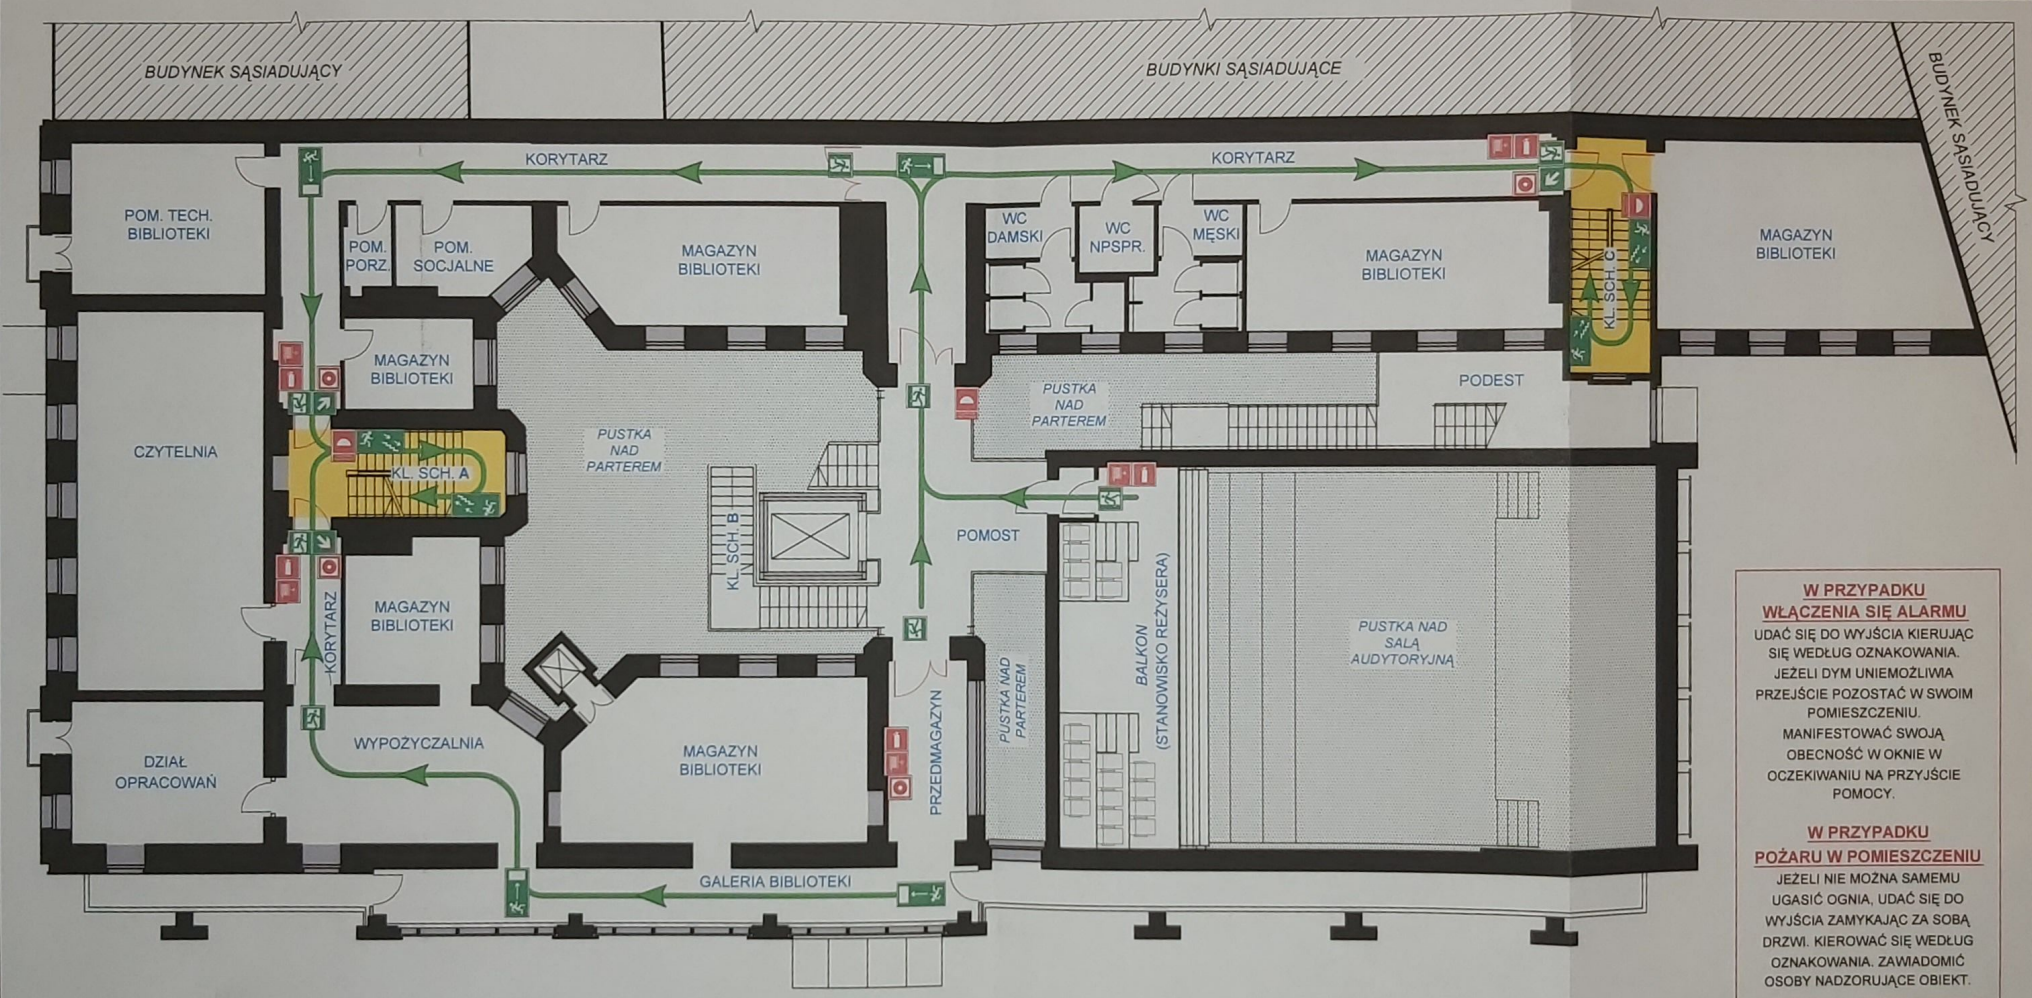 BUDYNEK SĄSIADUJĄCY
BUDYNKI SĄSIADUJĄCE
BUDYNEK SĄSIADUJĄCY
KORYTARZ
KORYTARZ
POM. TECH.
BIBLIOTEKI
POM.
PORZ.
POM.
SOCJALNE
MAGAZYN
BIBLIOTEKI
WC
DAMSKI
WC
NPSPR.
WC
MĘSKI
MAGAZYN
BIBLIOTEKI
KL. SCH. C
MAGAZYN
BIBLIOTEKI
MAGAZYN
BIBLIOTEKI
PUSTKA
NAD
PARTEREM
PODEST
CZYTELNIA
PUSTKA
NAD
PARTEREM
KL. SCH. A
KL. SCH. B
POMOST
MAGAZYN
BIBLIOTEKI
KORYTARZ
BALKON
(STANOWISKO REŻYSERA)
PUSTKA NAD
SALĄ
AUDYTORYJNĄ
PUSTKA NAD
PARTEREM
PRZEDMAGAZYN
WYPOŻYCZALNIA
DZIAŁ
OPRACOWAŃ
MAGAZYN
BIBLIOTEKI
GALERIA BIBLIOTEKI
W PRZYPADKU
WŁĄCZENIA SIĘ ALARMU
UDAĆ SIĘ DO WYJŚCIA KIERUJĄC
SIĘ WEDŁUG OZNAKOWANIA.
JEŻELI DYM UNIEMOŻLIWIA
PRZEJŚCIE POZOSTAĆ W SWOIM
POMIESZCZENIU.
MANIFESTOWAĆ SWOJĄ
OBECNOŚĆ W OKNIE W
OCZEKIWANIU NA PRZYJŚCIE
POMOCY.
W PRZYPADKU
POŻARU W POMIESZCZENIU
JEŻELI NIE MOŻNA SAMEMU
UGASIĆ OGNIA, UDAĆ SIĘ DO
WYJŚCIA ZAMYKAJĄC ZA SOBĄ
DRZWI. KIEROWAĆ SIĘ WEDŁUG
OZNAKOWANIA. ZAWIADOMIĆ
OSOBY NADZORUJĄCE OBIEKT.